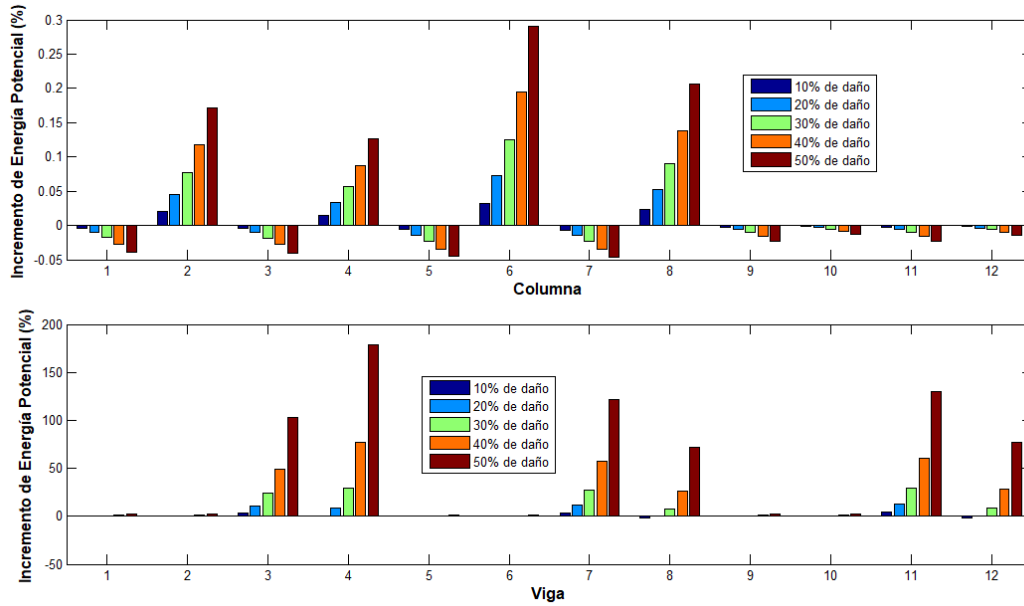 Incremento de Energía Potencial (%)
0.3
0.25
0.2
0.15
0.1
0.05
0
-0.05
10% de daño
20% de daño
30% de daño
40% de daño
50% de daño
1 2 3 4 5 6 7 8 9 10 11 12
Columna
Incremento de Energía Potencial (%)
200
150
100
50
0
-50
10% de daño
20% de daño
30% de daño
40% de daño
50% de daño
1 2 3 4 5 6 7 8 9 10 11 12
Viga